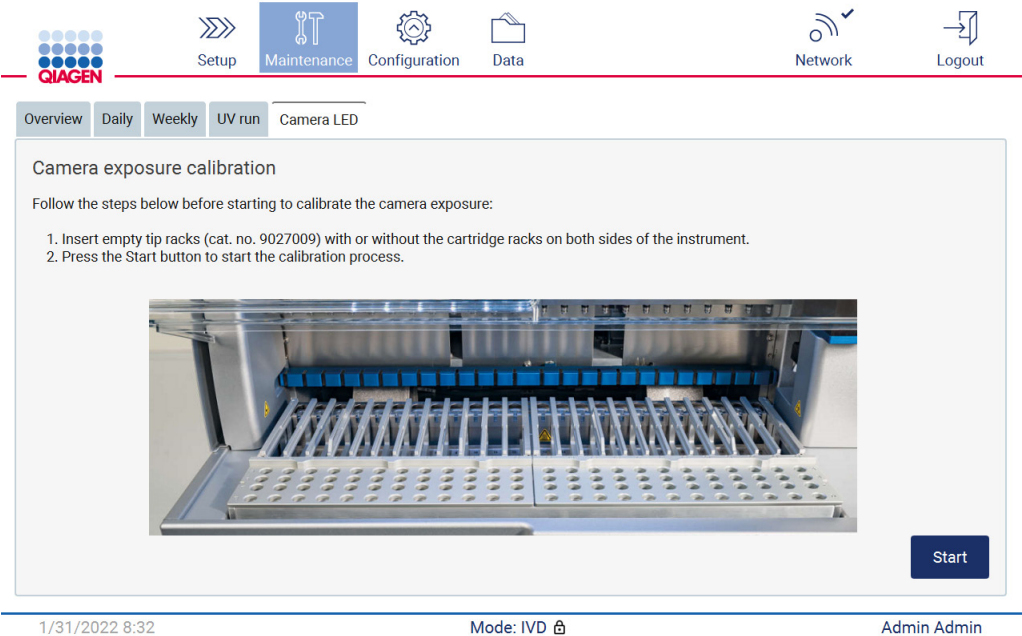 QIAGEN
Setup
Maintenance
Configuration
Data
Network
Logout
Overview
Daily
Weekly
UV run
Camera LED
Camera exposure calibration
Follow the steps below before starting to calibrate the camera exposure:
1. Insert empty tip racks (cat. no. 9027009) with or without the cartridge racks on both sides of the instrument.
2. Press the Start button to start the calibration process.
Start
1/31/2022 8:32
Mode: IVD
Admin Admin